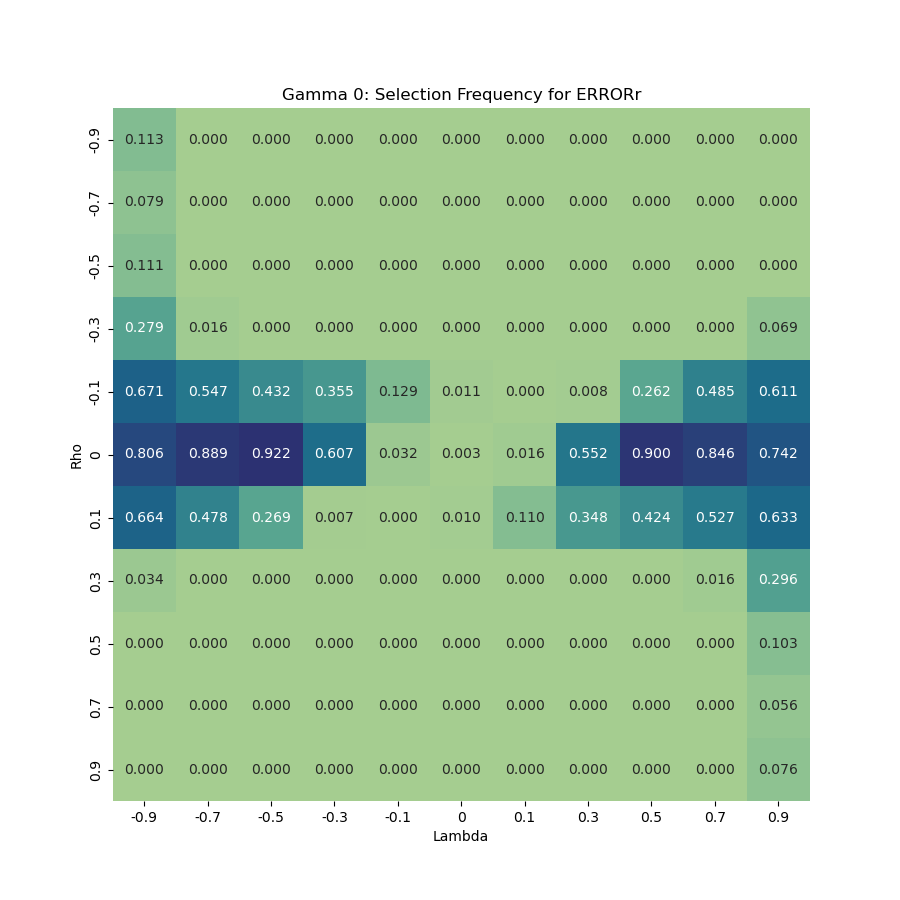 Gamma 0: Selection Frequency for ERRORr
-0.9 0.113 0.000 0.000 0.000 0.000 0.000 0.000 0.000 0.000 0.000 0.000
-0.7 0.079 0.000 0.000 0.000 0.000 0.000 0.000 0.000 0.000 0.000 0.000
-0.5 0.111 0.000 0.000 0.000 0.000 0.000 0.000 0.000 0.000 0.000 0.000
-0.3 0.279 0.016 0.000 0.000 0.000 0.000 0.000 0.000 0.000 0.000 0.069
-0.1 0.671 0.547 0.432 0.355 0.129 0.011 0.000 0.008 0.262 0.485 0.611
Rho
0 0.806 0.889 0.922 0.607 0.032 0.003 0.016 0.552 0.900 0.846 0.742
0.1 0.664 0.478 0.269 0.007 0.000 0.010 0.110 0.348 0.424 0.527 0.633
0.3 0.034 0.000 0.000 0.000 0.000 0.000 0.000 0.000 0.000 0.016 0.296
0.5 0.000 0.000 0.000 0.000 0.000 0.000 0.000 0.000 0.000 0.000 0.103
0.7 0.000 0.000 0.000 0.000 0.000 0.000 0.000 0.000 0.000 0.000 0.056
0.9 0.000 0.000 0.000 0.000 0.000 0.000 0.000 0.000 0.000 0.000 0.076
-0.9 -0.7 -0.5 -0.3 -0.1 0 0.1 0.3 0.5 0.7 0.9
Lambda